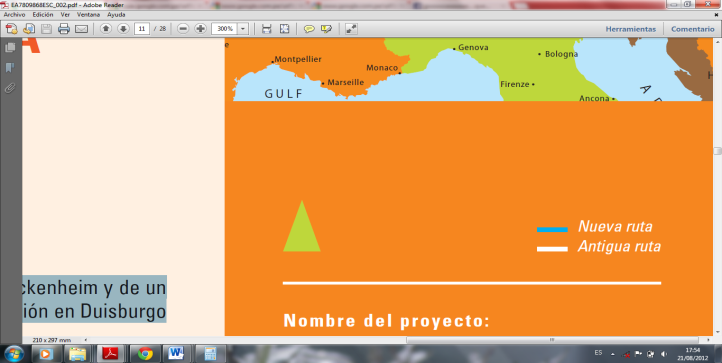 EA7809868ESC_002.pdf - Adobe Reader
Archivo Edición Ver Ventana Ayuda
11 / 28 300% Herramientas Comentario
e
Montpellier
Monaco
Marseille
GULF
Genova
Bologna
Firenze
Ancona
A
H
A
Nueva ruta
Antigua ruta
ckenheim y de un
ión en Duisburgo
Nombre del proyecto:
210 x 297 mm
ES 17:54
21/08/2012